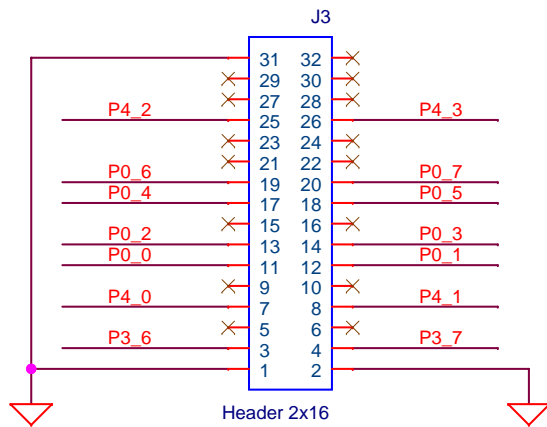 J3
31 32
29 30
27 28
P4_2 25 26 P4_3
23 24
21 22
P0_6 19 20 P0_7
P0_4 17 18 P0_5
15 16
P0_2 13 14 P0_3
P0_0 11 12 P0_1
9 10
P4_0 7 8 P4_1
5 6
P3_6 3 4 P3_7
1 2
Header 2x16